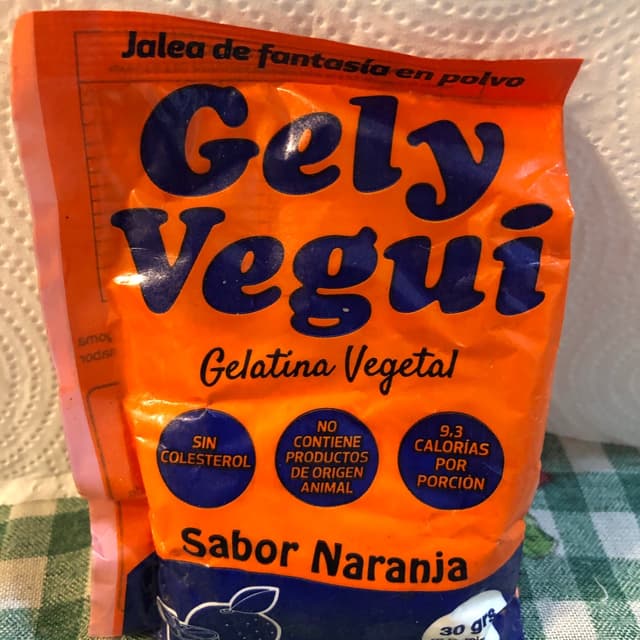 Jalea de fantasía en polvo
Gely
Vegui
Gelatina Vegetal
SIN
COLESTEROL
NO
CONTIENE
PRODUCTOS
DE ORIGEN
ANIMAL
9,3
CALORÍAS
POR
PORCIÓN
Sabor Naranja
30 grs